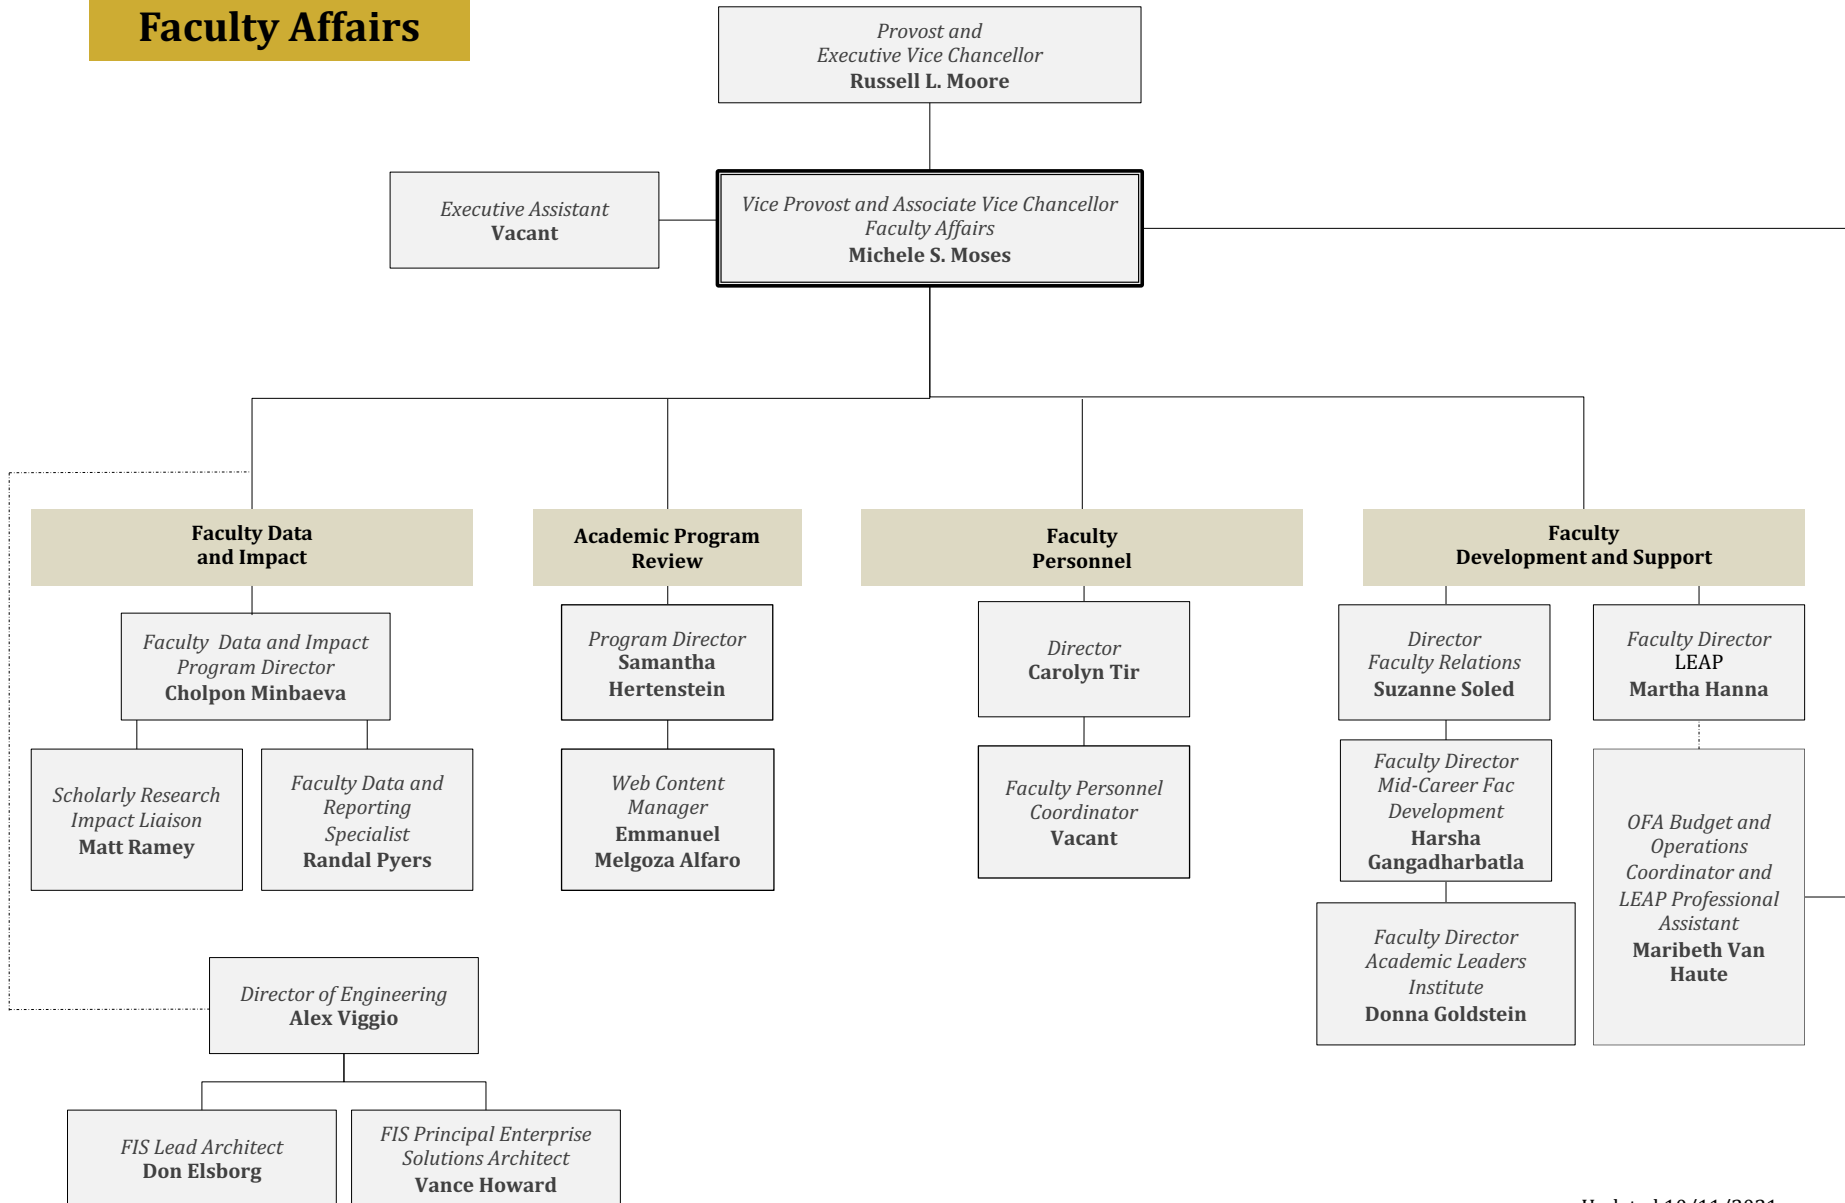 Faculty Affairs
Provost and
Executive Vice Chancellor
Russell L. Moore
Executive Assistant
Vacant
Vice Provost and Associate Vice Chancellor
Faculty Affairs
Michele S. Moses
Faculty Data
and Impact
Academic Program
Review
Faculty
Personnel
Faculty
Development and Support
Faculty Data and Impact
Program Director
Cholpon Minbaeva
Program Director
Samantha
Hertenstein
Director
Carolyn Tir
Director
Faculty Relations
Suzanne Soled
Faculty Director
LEAP
Martha Hanna
Scholarly Research
Impact Liaison
Matt Ramey
Faculty Data and
Reporting
Specialist
Randal Pyers
Web Content
Manager
Emmanuel
Melgoza Alfaro
Faculty Personnel
Coordinator
Vacant
Faculty Director
Mid-Career Fac
Development
Harsha
Gangadharbatla
OFA Budget and
Operations
Coordinator and
LEAP Professional
Assistant
Maribeth Van
Haute
Faculty Director
Academic Leaders
Institute
Donna Goldstein
Director of Engineering
Alex Viggio
FIS Lead Architect
Don Elsborg
FIS Principal Enterprise
Solutions Architect
Vance Howard
Updated 10/11/2021